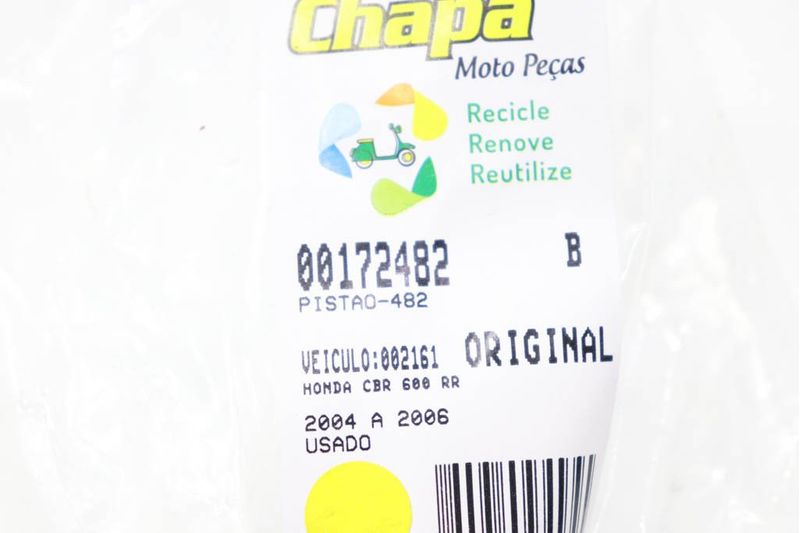 Chapa
Moto Peças
Recicle
Renove
Reutilize
00172482 B
PISTAO-482
VEICULO:002161 ORIGINAL
HONDA CBR 600 RR
2004 A 2006
USADO